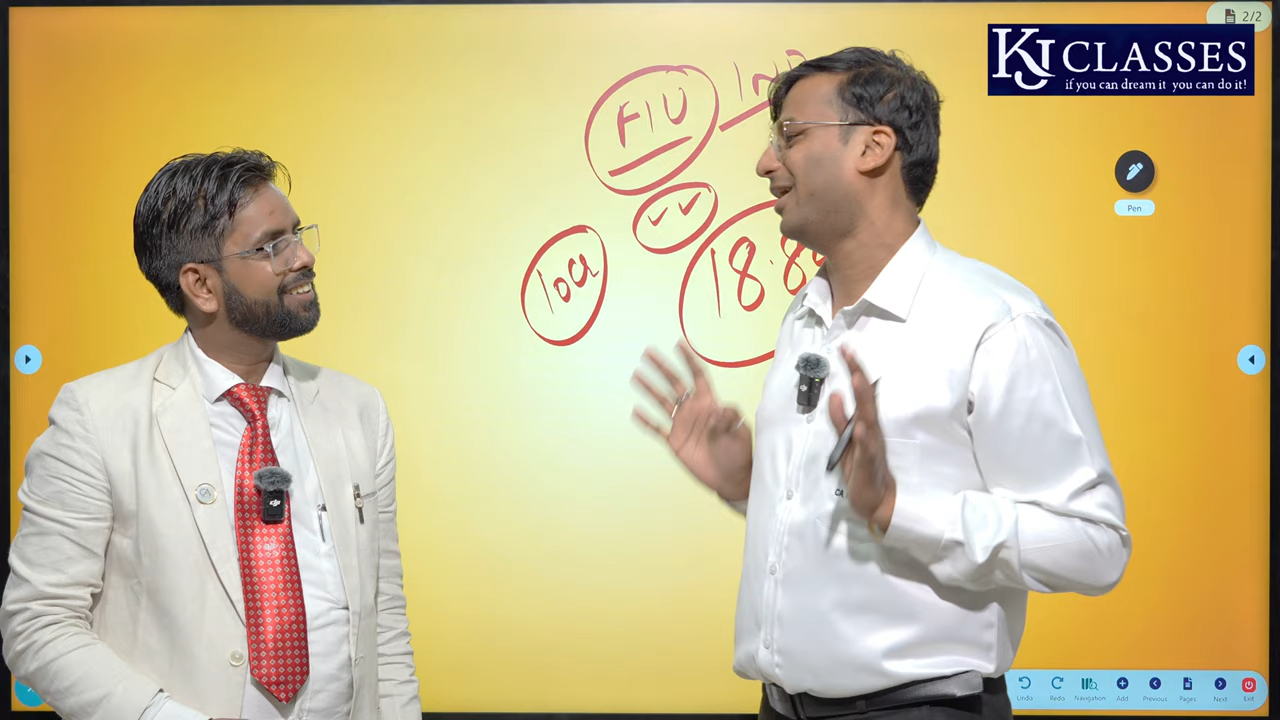 2/2
KJ CLASSES
if you can dream it you can do it!
FIU
Pen
Undo Redo Navigation Add Previous Pages Next Exit